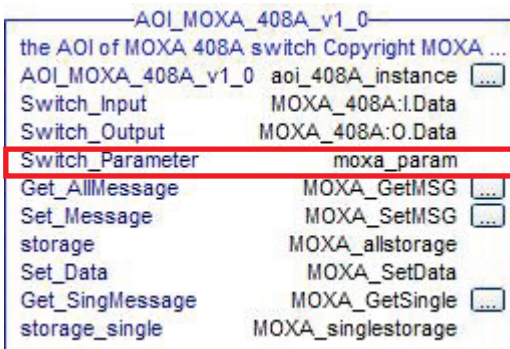 AOI_MOXA_408A_v1_0
the AOI of MOXA 408A switch Copyright MOXA ...
AOI_MOXA_408A_v1_0 aoi_408A_instance ...
Switch_Input MOXA_408A:I.Data
Switch_Output MOXA_408A:O.Data
Switch_Parameter moxa_param
Get_AllMessage MOXA_GetMSG ...
Set_Message MOXA_SetMSG ...
storage MOXA_allstorage
Set_Data MOXA_SetData
Get_SingMessage MOXA_GetSingle ...
storage_single MOXA_singlestorage